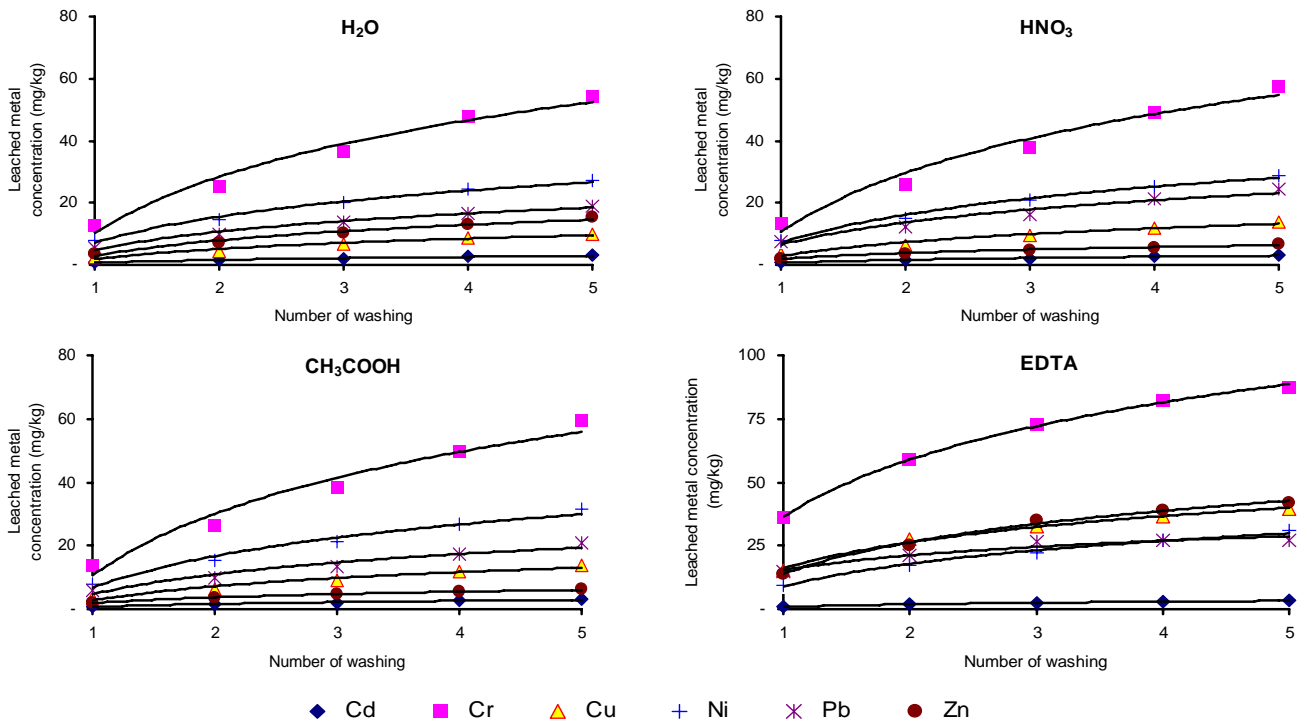 H₂O
Leached metal
concentration (mg/kg)
80
60
40
20
-
1 2 3 4 5
Number of washing
HNO₃
Leached metal
concentration (mg/kg)
80
60
40
20
-
1 2 3 4 5
Number of washing
CH₃COOH
Leached metal
concentration (mg/kg)
80
60
40
20
-
1 2 3 4 5
Number of washing
EDTA
Leached metal concentration
(mg/kg)
100
75
50
25
-
1 2 3 4 5
Number of washing
Cd Cr Cu Ni Pb Zn